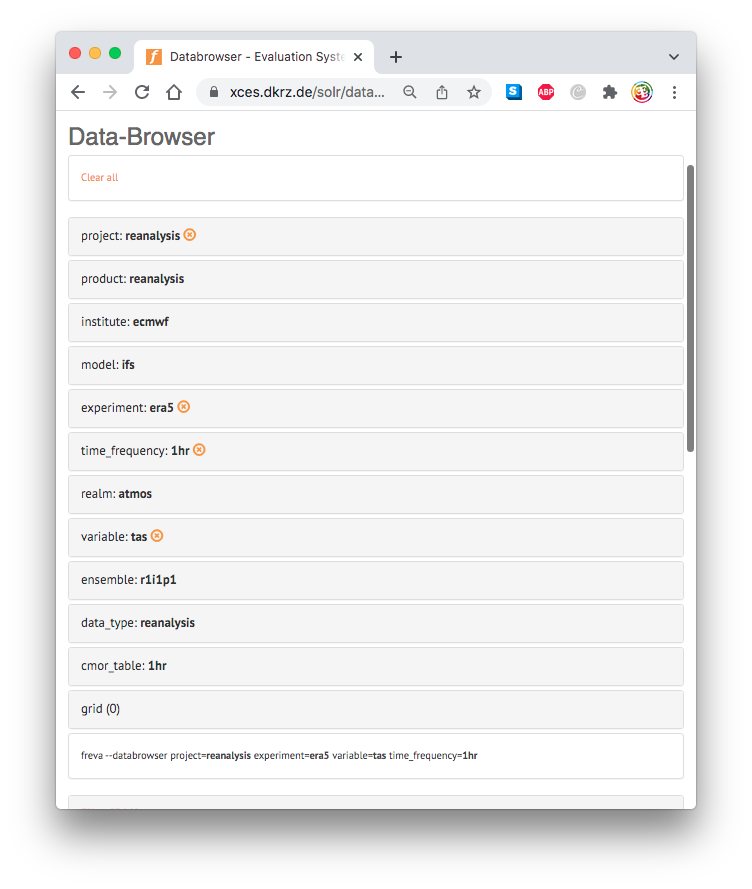 Databrowser - Evaluation Syste
xces.dkrz.de/solr/data...
S
ABP
Data-Browser
Clear all
project: reanalysis
product: reanalysis
institute: ecmwf
model: ifs
experiment: era5
time_frequency: 1hr
realm: atmos
variable: tas
ensemble: r1i1p1
data_type: reanalysis
cmor_table: 1hr
grid (0)
freva --databrowser project=reanalysis experiment=era5 variable=tas time_frequency=1hr